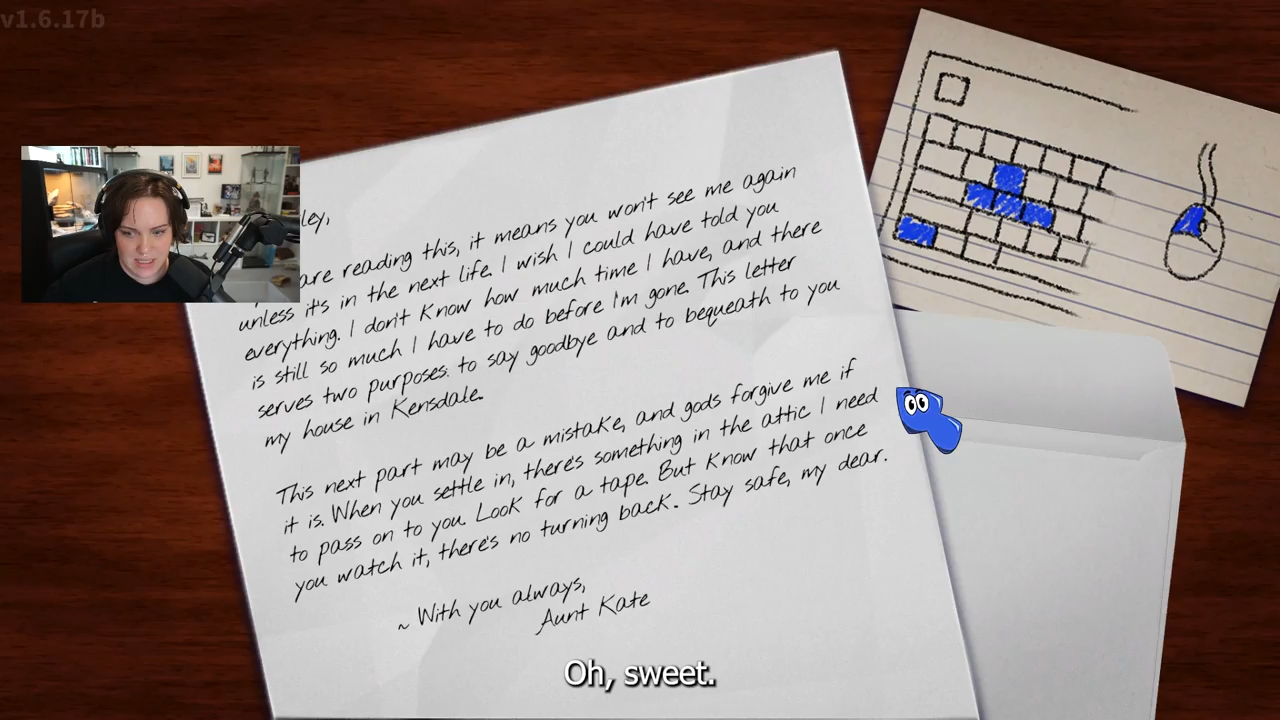 v1.6.17b
ley,
are reading this, it means you won't see me again
unless it's in the next life. I wish I could have told you
everything. I don't know how much time I have, and there
is still so much I have to do before I'm gone. This letter
serves two purposes: to say goodbye and to bequeath to you
my house in Kensdale.
This next part may be a mistake, and gods forgive me if
it is. When you settle in, there's something in the attic I need
to pass on to you. Look for a tape. But know that once
you watch it, there's no turning back. Stay safe, my dear.
~ With you always,
Aunt Kate
Oh, sweet.